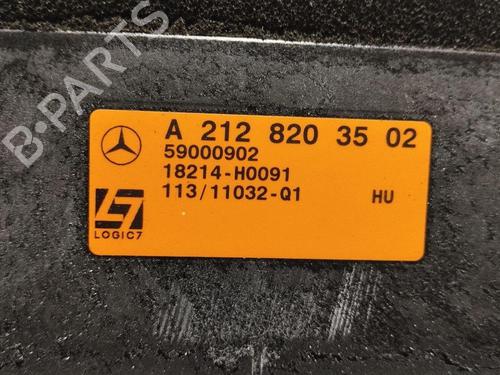 B-PARTS
A 212 820 35 02
59000902
18214-H0091
113/11032-Q1 HU
LOGIC7